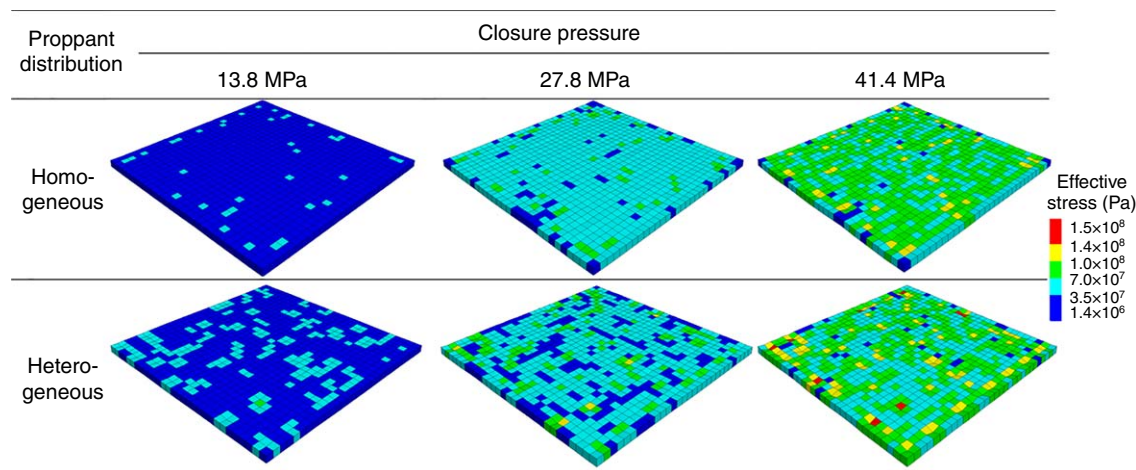 Proppant
distribution
Closure pressure
13.8 MPa
27.8 MPa
41.4 MPa
Homo-
geneous
Effective
stress (Pa)
1.5×10⁸
1.4×10⁸
1.0×10⁸
7.0×10⁷
3.5×10⁷
1.4×10⁶
Hetero-
geneous